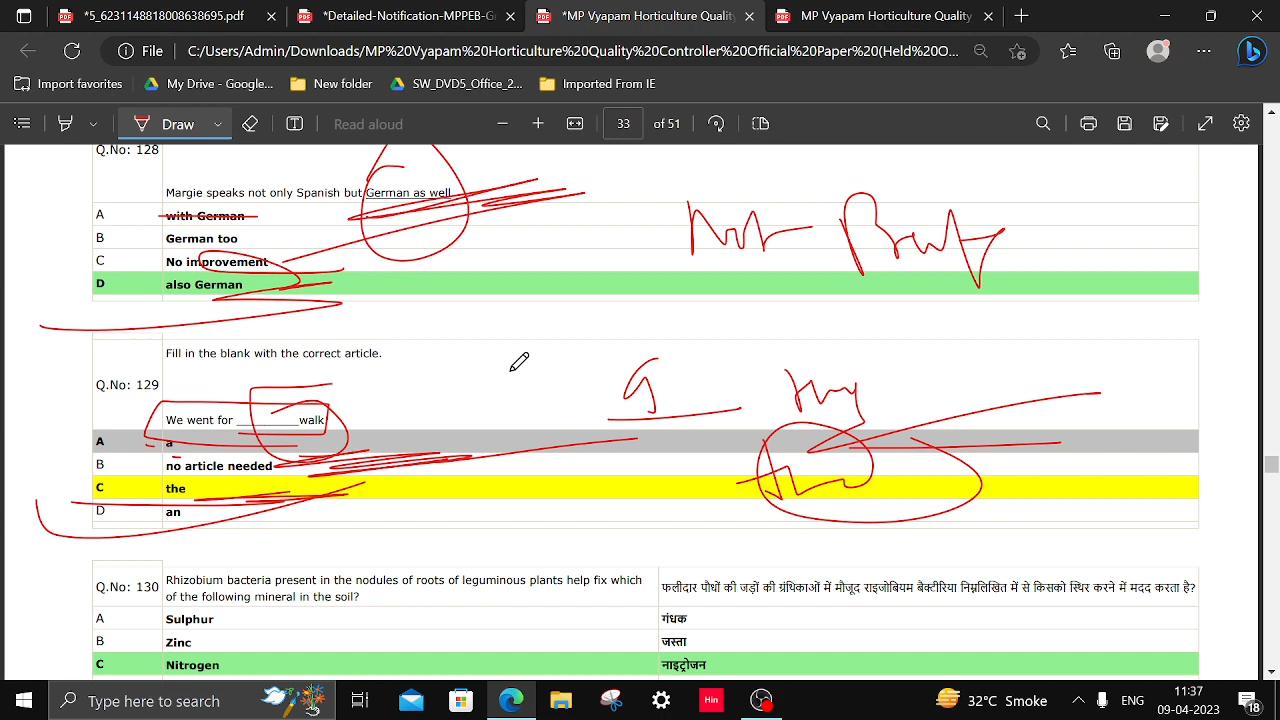 *5_6231148818008638695.pdf
*Detailed-Notification-MPPEB-G
*MP Vyapam Horticulture Quality
MP Vyapam Horticulture Quality
File
C:/Users/Admin/Downloads/MP%20Vyapam%20Horticulture%20Quality%20Controller%20Official%20Paper%20(Held%20O...
Import favorites
My Drive - Google...
New folder
SW_DVD5_Office_2...
Imported From IE
Draw
Read aloud
33 of 51
Q.No: 128
Margie speaks not only Spanish but German as well
A with German
B German too
C No improvement
D also German
Fill in the blank with the correct article.
Q.No: 129
We went for ___________walk
A a
B no article needed
C the
D an
Q.No: 130 Rhizobium bacteria present in the nodules of roots of leguminous plants help fix which of the following mineral in the soil?
फलीदार पौधों की जड़ों की ग्रंथिकाओं में मौजूद राइजोबियम बेक्टीरिया निम्नलिखित में से किसको स्थिर करने में मदद करता है?
A Sulphur गंधक
B Zinc जस्ता
C Nitrogen नाइट्रोजन
Type here to search
Hin
32°C Smoke
ENG
11:37
09-04-2023
18